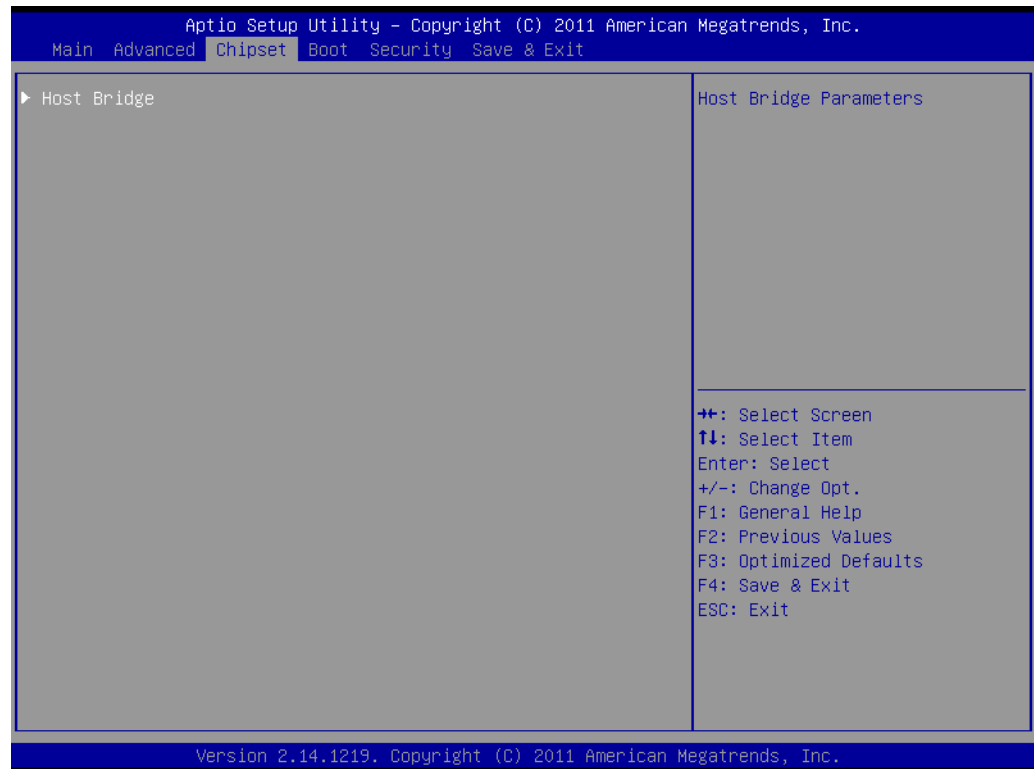 Aptio Setup Utility – Copyright (C) 2011 American Megatrends, Inc.
Main Advanced Chipset Boot Security Save & Exit
▶ Host Bridge
Host Bridge Parameters
→←: Select Screen
↑↓: Select Item
Enter: Select
+/-: Change Opt.
F1: General Help
F2: Previous Values
F3: Optimized Defaults
F4: Save & Exit
ESC: Exit
Version 2.14.1219. Copyright (C) 2011 American Megatrends, Inc.